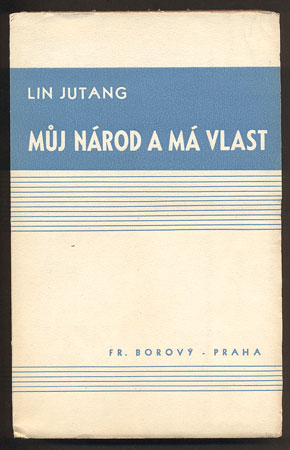 LIN JUTANG
MŮJ NÁROD A MÁ VLAST
FR. BOROVÝ - PRAHA